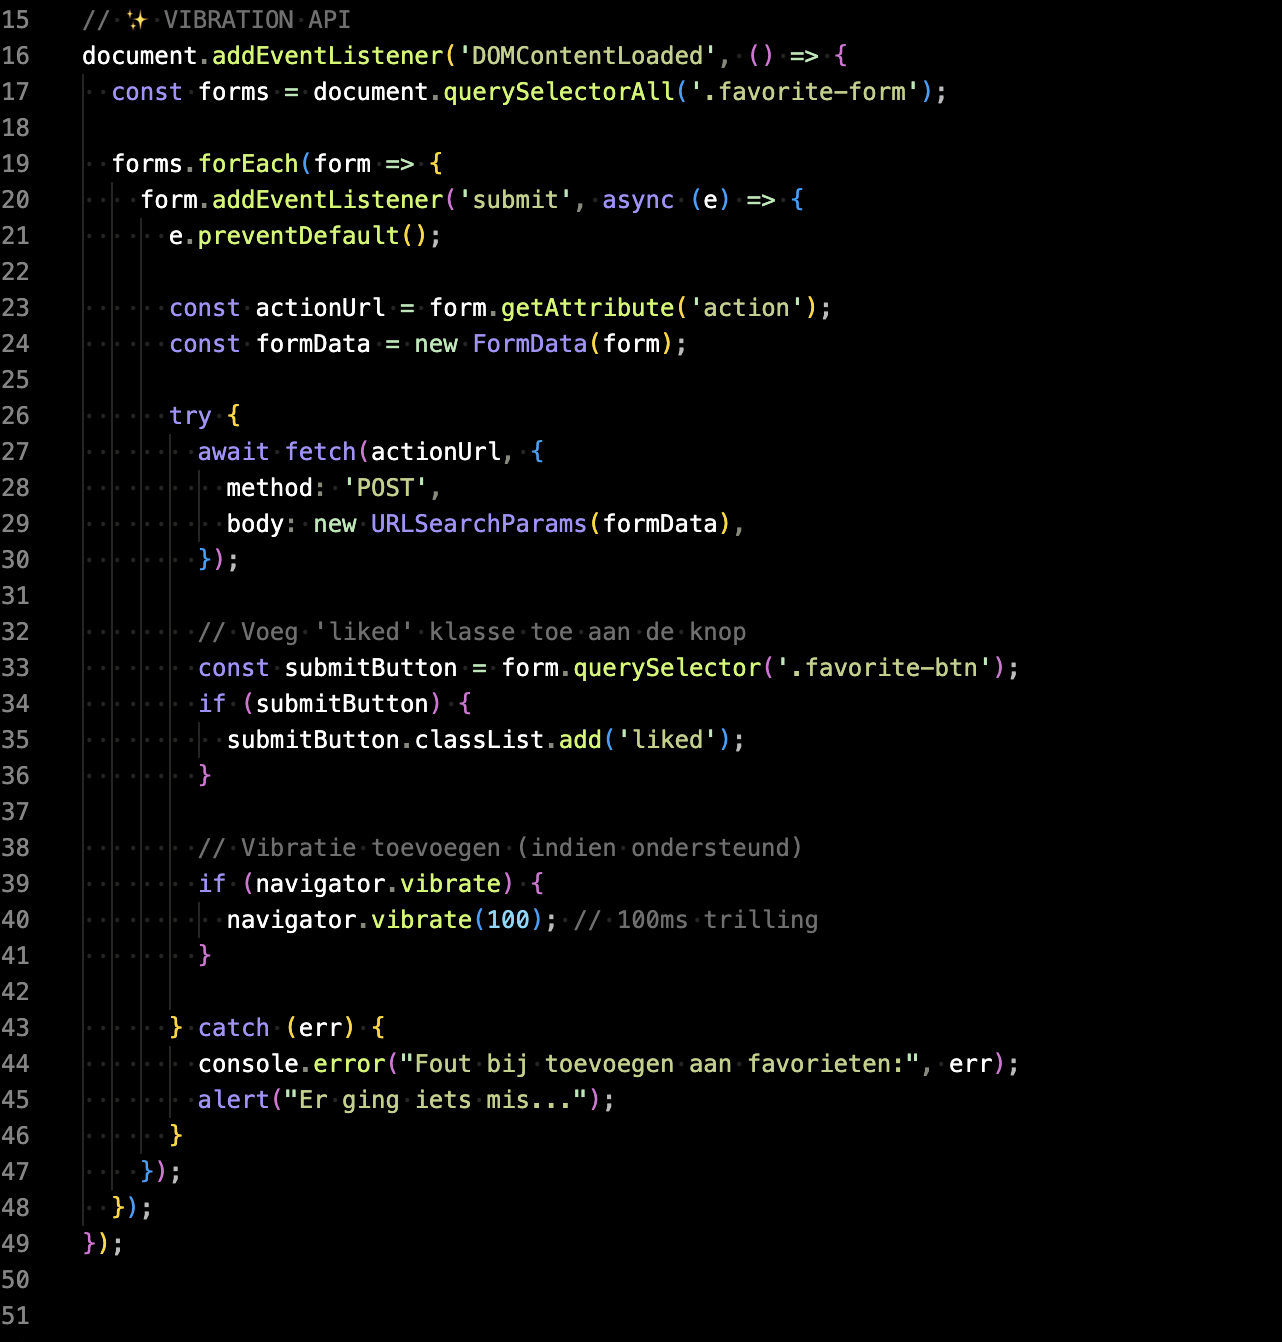 15 // ✨ VIBRATION API
16 document.addEventListener('DOMContentLoaded', () => {
17   const forms = document.querySelectorAll('.favorite-form');
18
19   forms.forEach(form => {
20     form.addEventListener('submit', async (e) => {
21       e.preventDefault();
22
23       const actionUrl = form.getAttribute('action');
24       const formData = new FormData(form);
25
26       try {
27         await fetch(actionUrl, {
28           method: 'POST',
29           body: new URLSearchParams(formData),
30         });
31
32         // Voeg 'liked' klasse toe aan de knop
33         const submitButton = form.querySelector('.favorite-btn');
34         if (submitButton) {
35           submitButton.classList.add('liked');
36         }
37
38         // Vibratie toevoegen (indien ondersteund)
39         if (navigator.vibrate) {
40           navigator.vibrate(100); // 100ms trilling
41         }
42
43       } catch (err) {
44         console.error("Fout bij toevoegen aan favorieten:", err);
45         alert("Er ging iets mis...");
46       }
47     });
48   });
49 });
50
51